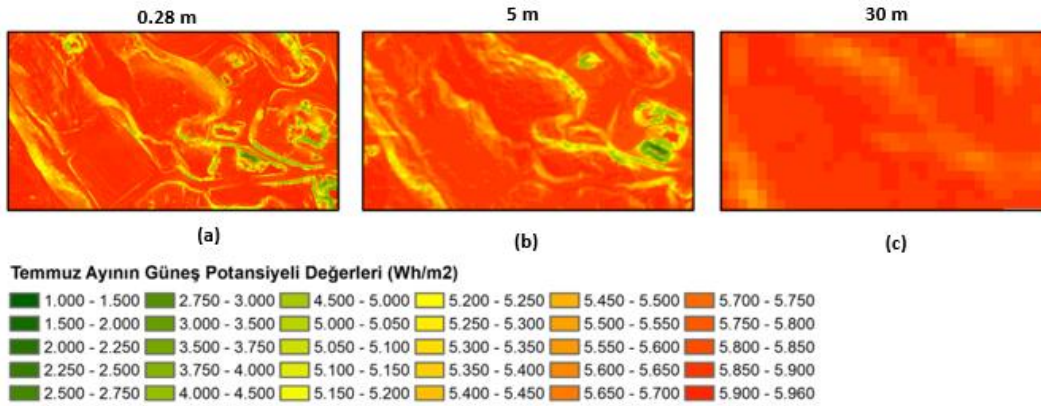 0.28 m 5 m 30 m
(a) (b) (c)
Temmuz Ayının Güneş Potansiyeli Değerleri (Wh/m2)
1.000 - 1.500 2.750 - 3.000 4.500 - 5.000 5.200 - 5.250 5.450 - 5.500 5.700 - 5.750
1.500 - 2.000 3.000 - 3.500 5.000 - 5.050 5.250 - 5.300 5.500 - 5.550 5.750 - 5.800
2.000 - 2.250 3.500 - 3.750 5.050 - 5.100 5.300 - 5.350 5.550 - 5.600 5.800 - 5.850
2.250 - 2.500 3.750 - 4.000 5.100 - 5.150 5.350 - 5.400 5.600 - 5.650 5.850 - 5.900
2.500 - 2.750 4.000 - 4.500 5.150 - 5.200 5.400 - 5.450 5.650 - 5.700 5.900 - 5.960